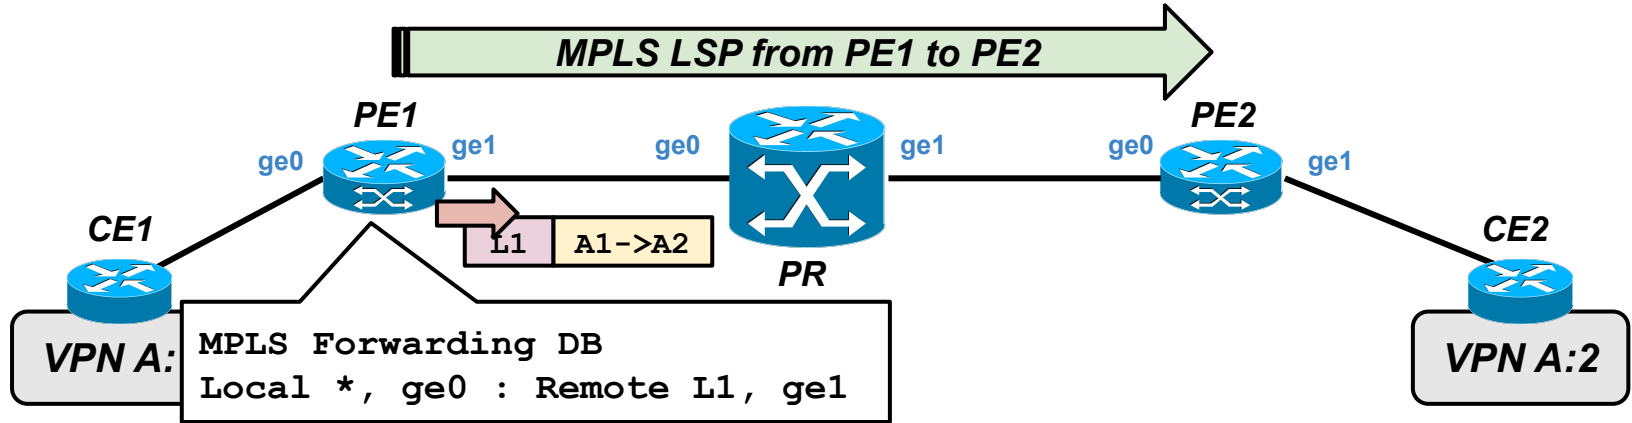 MPLS LSP from PE1 to PE2
PE1
PE2
ge0
ge1
ge0
ge1
ge0
ge1
CE1
L1
A1->A2
PR
CE2
VPN A:
VPN A:2
MPLS Forwarding DB
Local *, ge0 : Remote L1, ge1